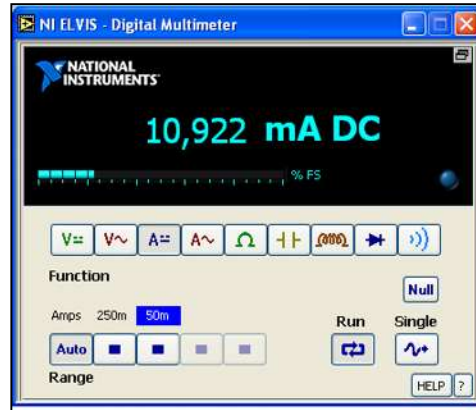 NI ELVIS - Digital Multimeter
NATIONAL
INSTRUMENTS
10,922 mA DC
% FS
V= V~ A= A~ Ω
Function
Null
Amps 250m 50m
Run Single
Auto
Range
HELP ?